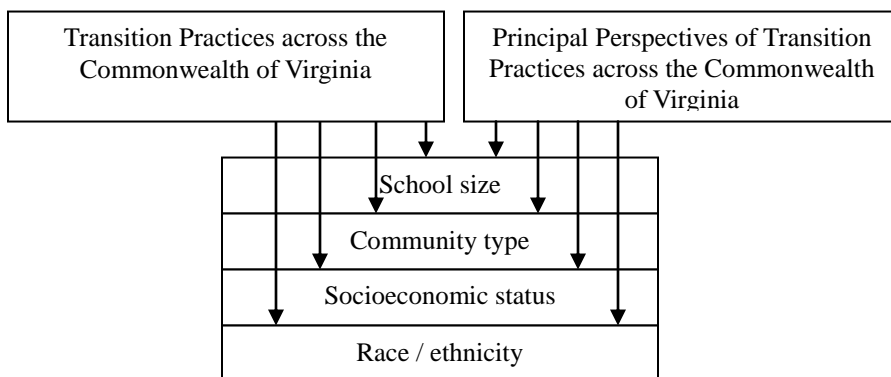 Transition Practices across the
Commonwealth of Virginia
Principal Perspectives of Transition
Practices across the Commonwealth
of Virginia
School size
Community type
Socioeconomic status
Race / ethnicity